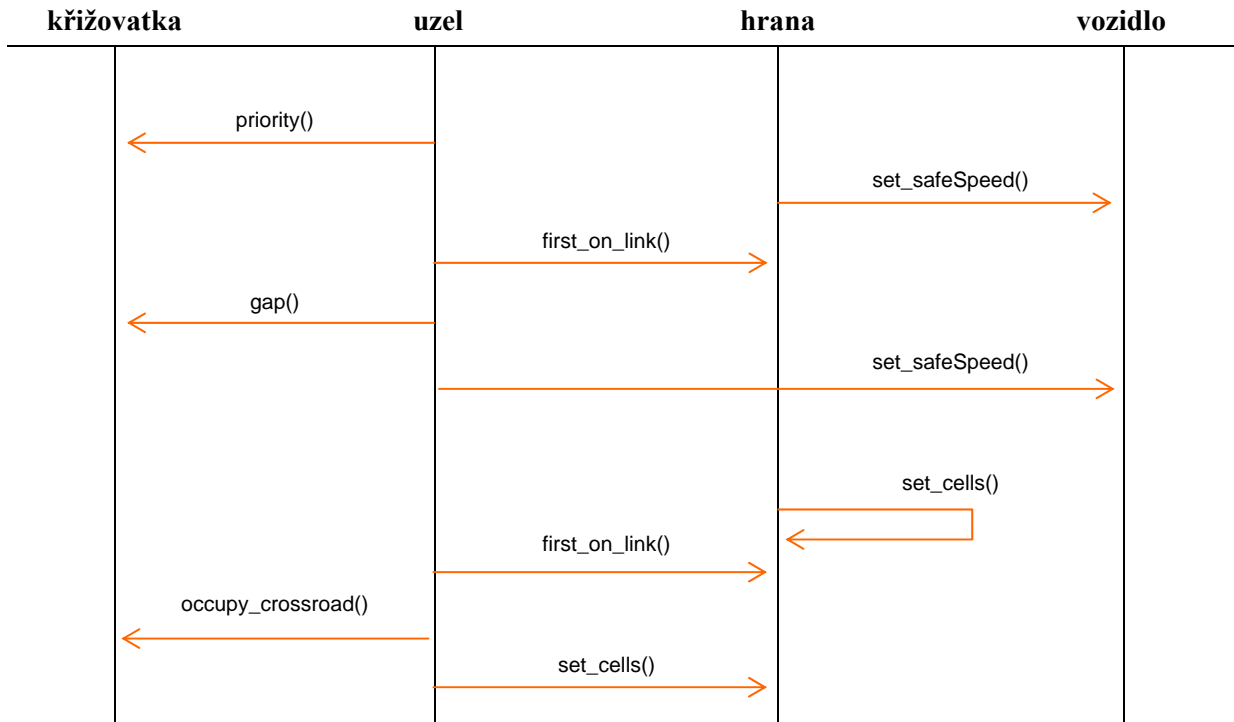 křižovatka uzel hrana vozidlo
priority()
set_safeSpeed()
first_on_link()
gap()
set_safeSpeed()
set_cells()
first_on_link()
occupy_crossroad()
set_cells()